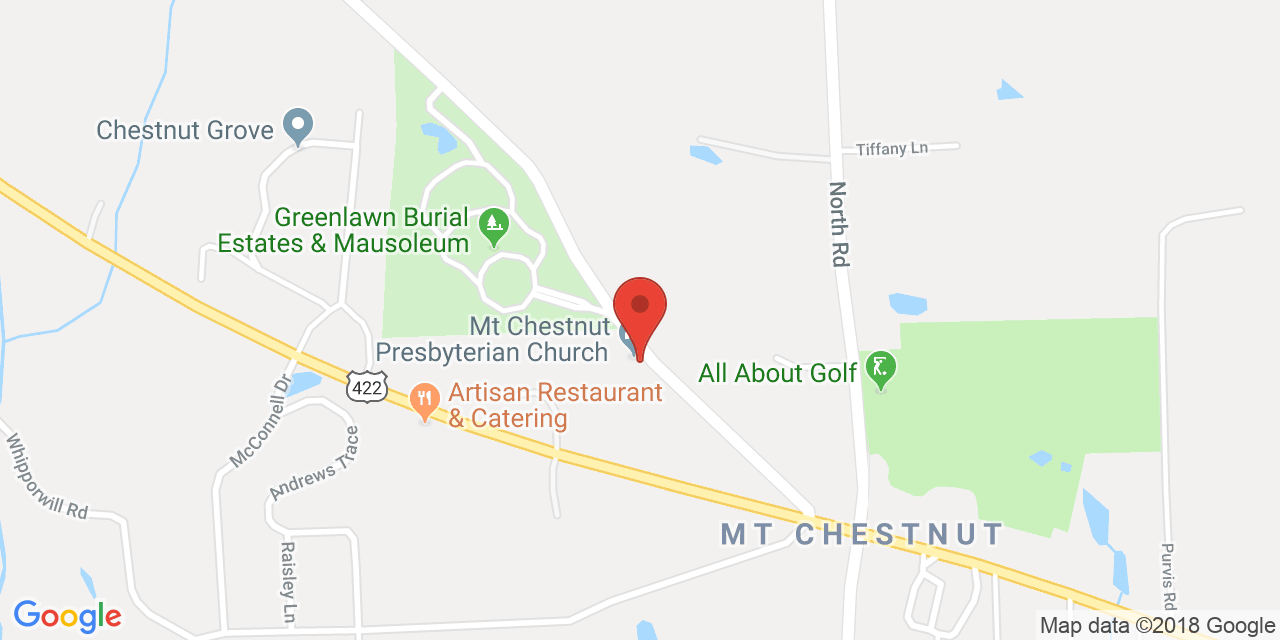 Chestnut Grove
Tiffany Ln
North Rd
Greenlawn Burial
Estates & Mausoleum
Mt Chestnut
Presbyterian Church
All About Golf
422
Artisan Restaurant
& Catering
McConnell Dr
Andrews Trace
Whipporwill Rd
MT CHESTNUT
Raisley Ln
Purvis Rd
Google
Map data ©2018 Google